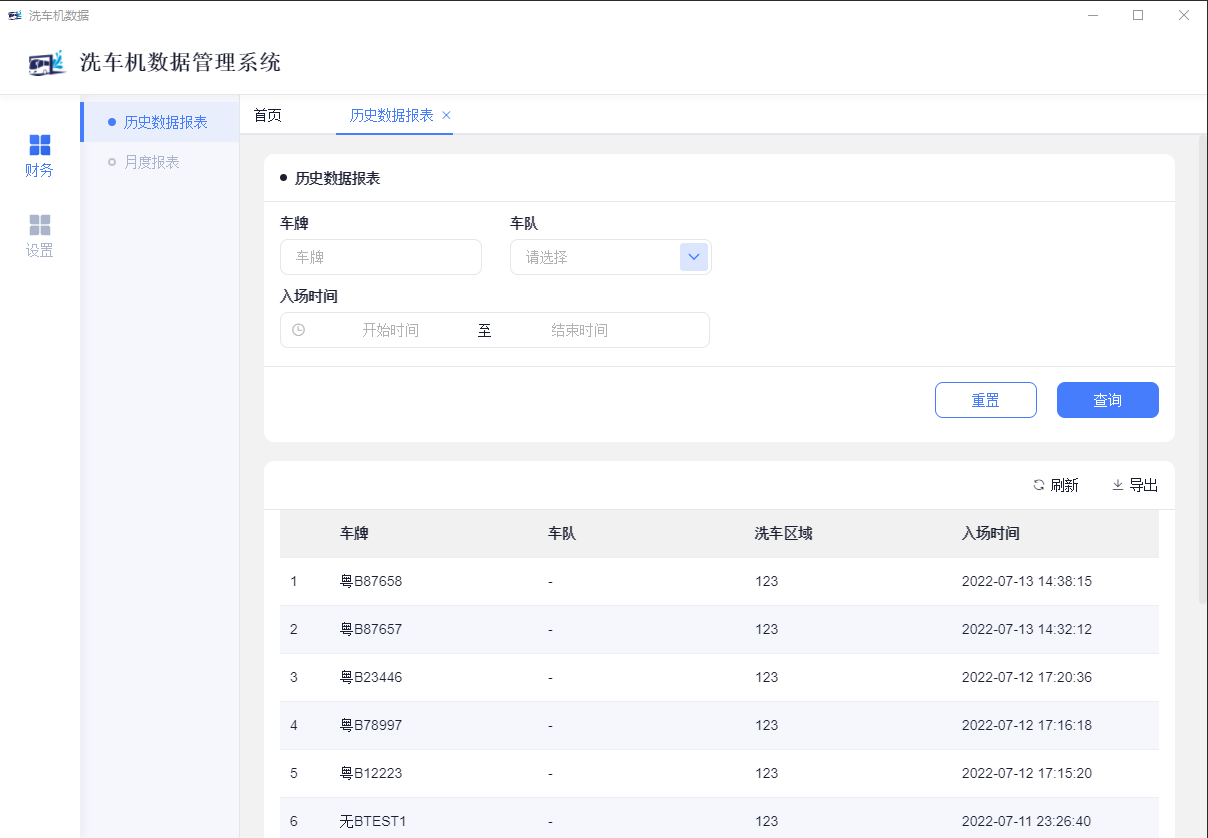 洗车机数据
洗车机数据管理系统
财务
设置
历史数据报表
月度报表
首页
历史数据报表
历史数据报表
车牌
车队
车牌
请选择
入场时间
开始时间 至 结束时间
重置
查询
刷新
导出
车牌 车队 洗车区域 入场时间
1 粤B87658 - 123 2022-07-13 14:38:15
2 粤B87657 - 123 2022-07-13 14:32:12
3 粤B23446 - 123 2022-07-12 17:20:36
4 粤B78997 - 123 2022-07-12 17:16:18
5 粤B12223 - 123 2022-07-12 17:15:20
6 无BTEST1 - 123 2022-07-11 23:26:40